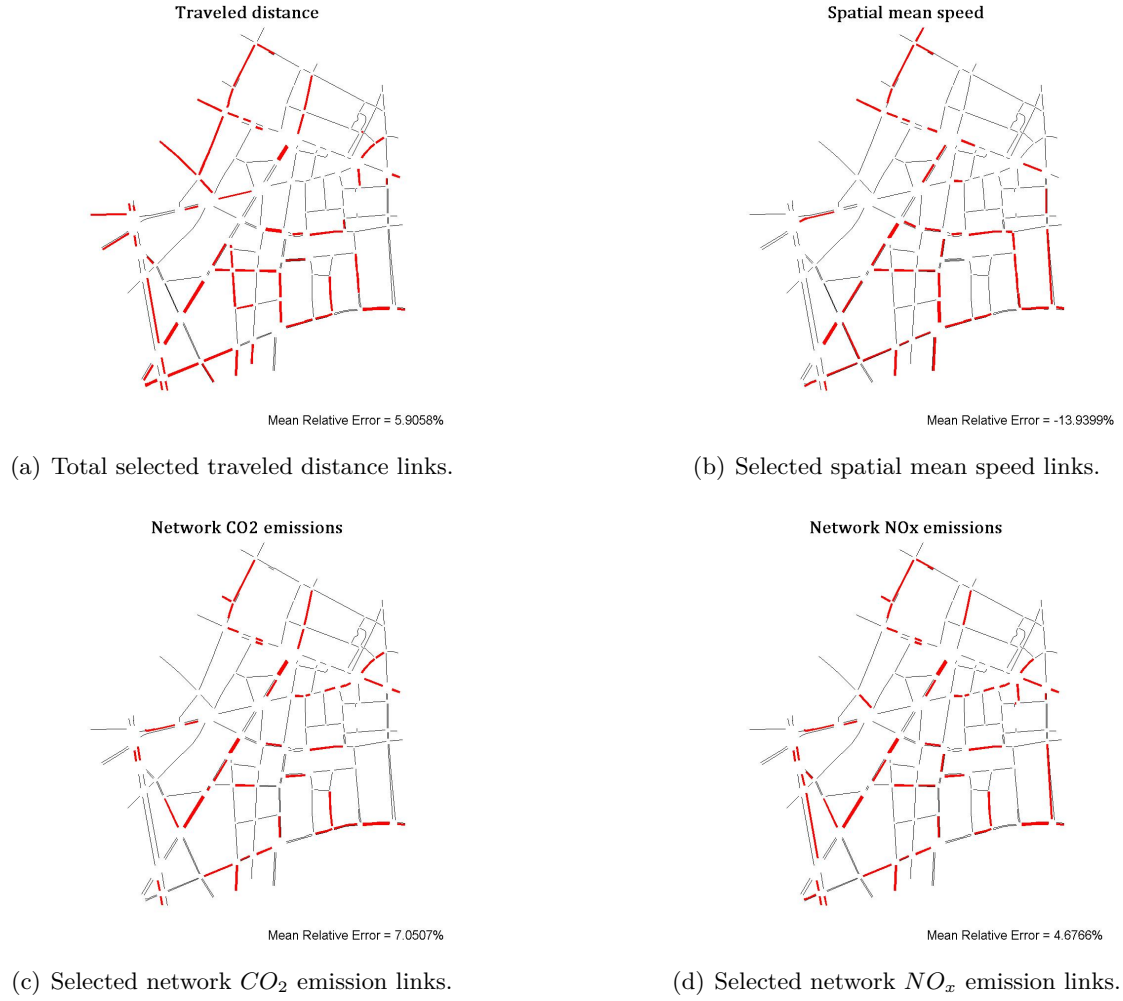 Traveled distance
Spatial mean speed
Mean Relative Error = 5.9058%
Mean Relative Error = -13.9399%
(a) Total selected traveled distance links.
(b) Selected spatial mean speed links.
Network CO2 emissions
Network NOx emissions
Mean Relative Error = 7.0507%
Mean Relative Error = 4.6766%
(c) Selected network $CO_2$ emission links.
(d) Selected network $NO_x$ emission links.